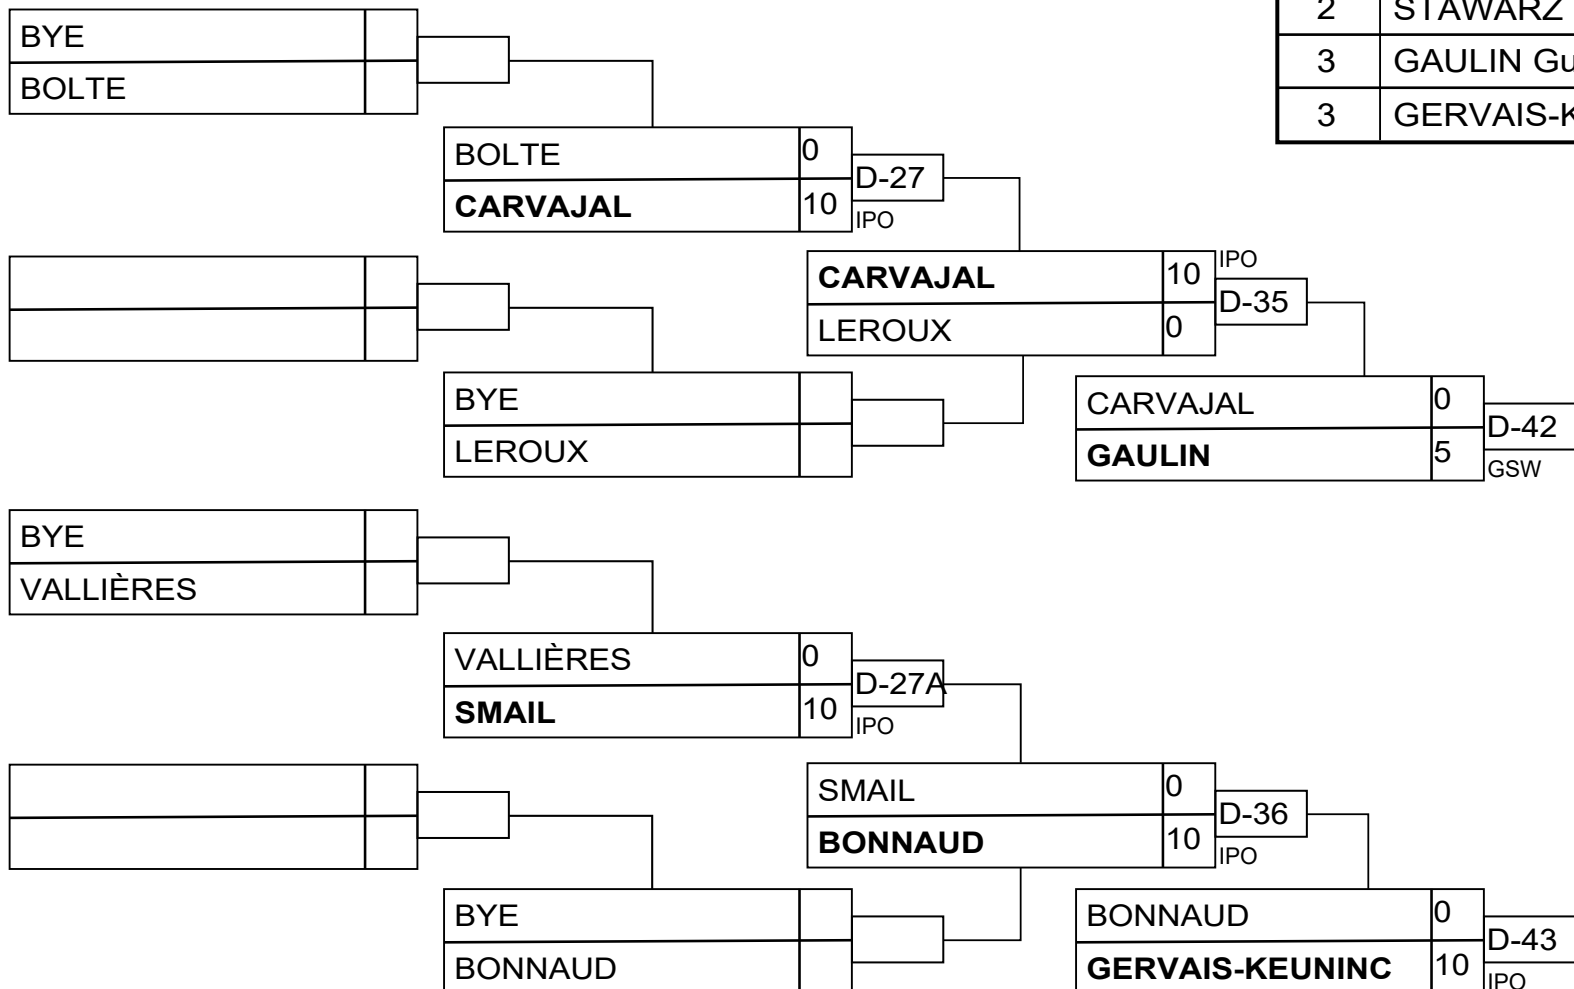 2 STAWARZ
3 GAULIN Gu
3 GERVAIS-K
BYE
BOLTE
BOLTE 0
CARVAJAL 10
D-27
IPO
CARVAJAL 10
LEROUX 0
IPO
D-35
BYE
LEROUX
CARVAJAL 0
GAULIN 5
D-42
GSW
BYE
VALLIÈRES
VALLIÈRES 0
SMAIL 10
D-27A
IPO
SMAIL 0
BONNAUD 10
D-36
IPO
BYE
BONNAUD
BONNAUD 0
GERVAIS-KEUNINC 10
D-43
IPO